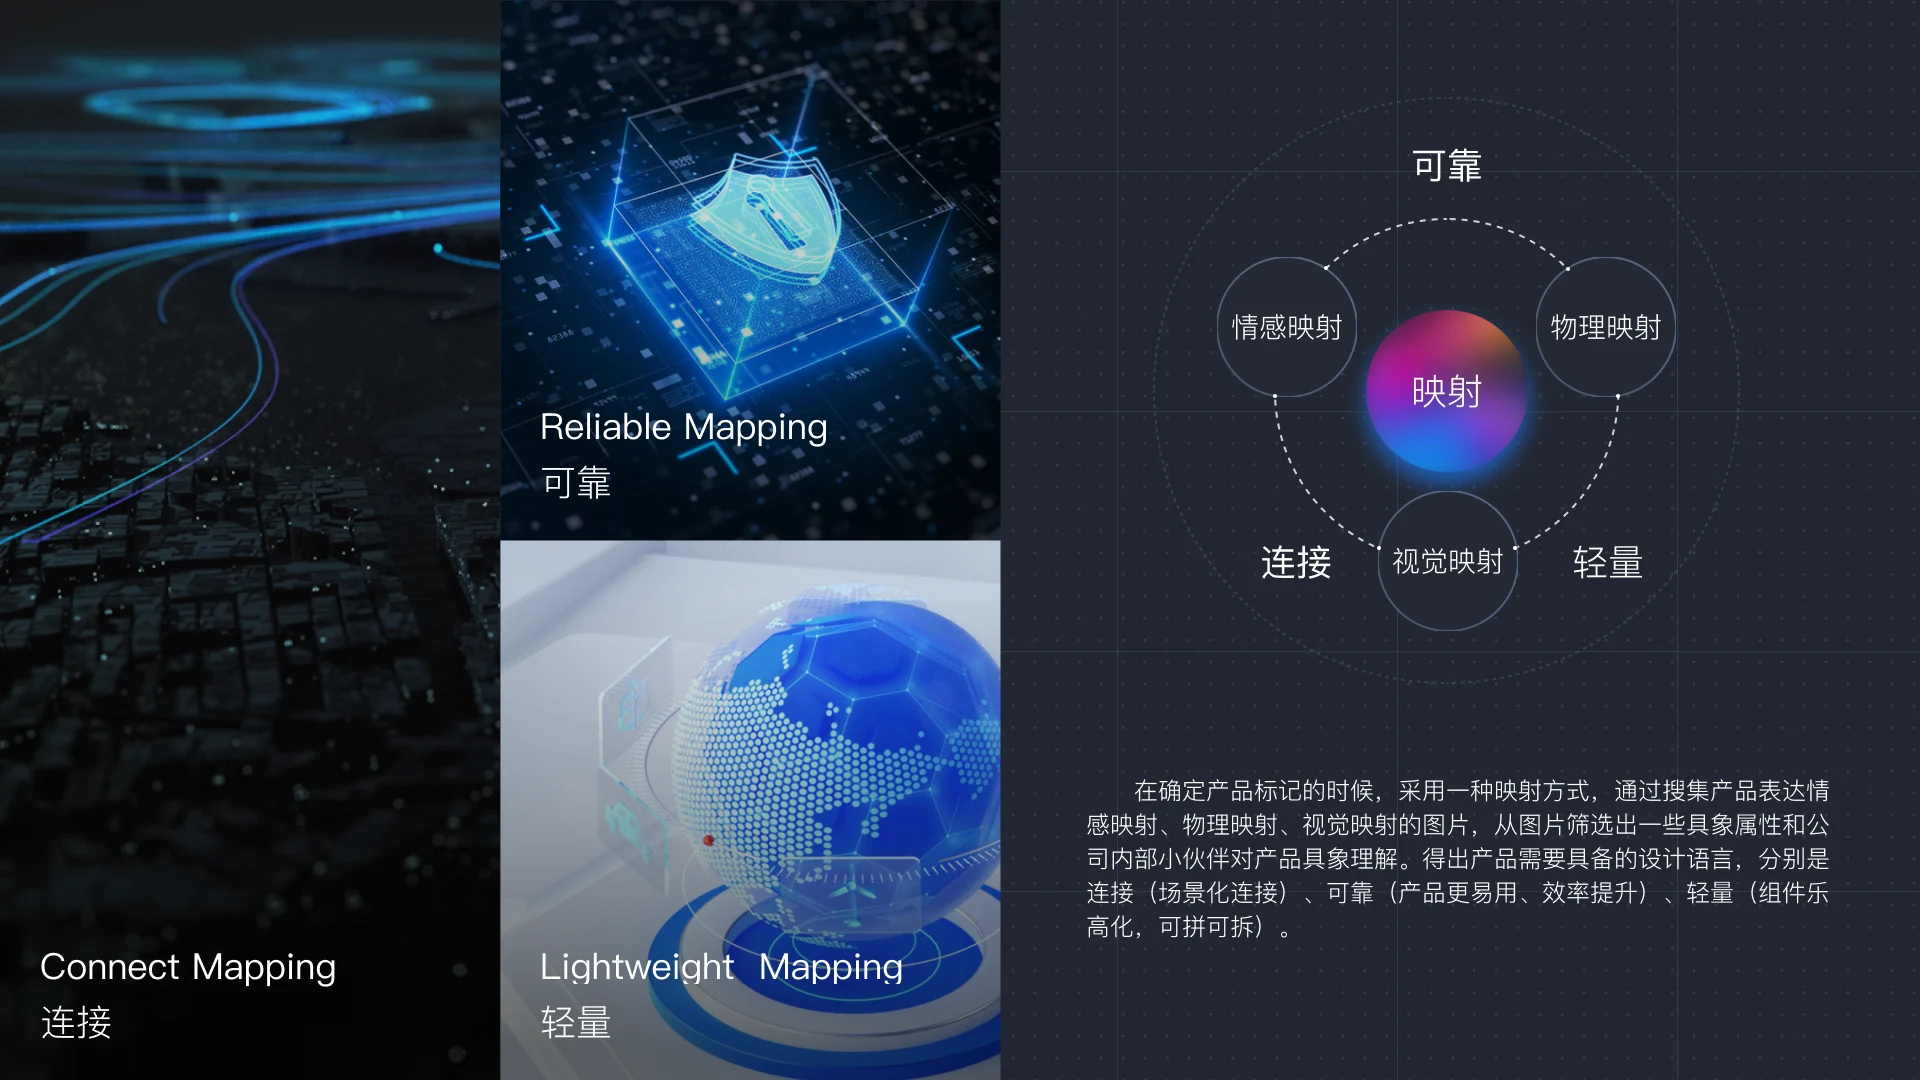 Connect Mapping
连接
Reliable Mapping
可靠
Lightweight Mapping
轻量
可靠
情感映射
物理映射
映射
连接
视觉映射
轻量
在确定产品标记的时候，采用一种映射方式，通过搜集产品表达情
感映射、物理映射、视觉映射的图片，从图片筛选出一些具象属性和公
司内部小伙伴对产品具象理解。得出产品需要具备的设计语言，分别是
连接（场景化连接）、可靠（产品更易用、效率提升）、轻量（组件乐
高化，可拼可拆）。